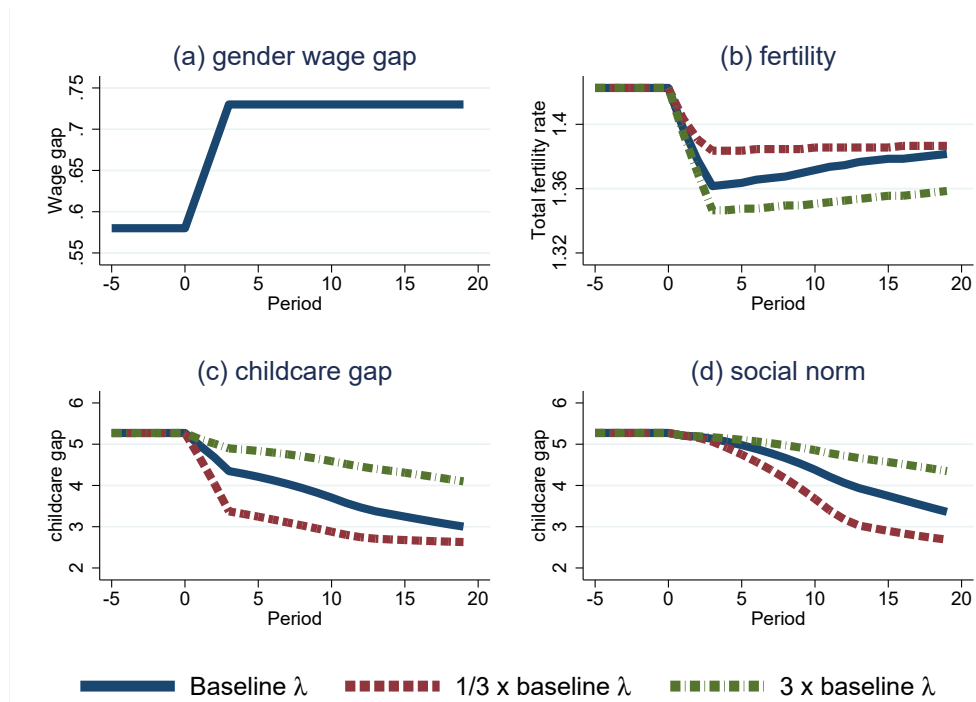 (a) gender wage gap
Wage gap
.75
.7
.65
.6
.55
-5 0 5 10 15 20
Period
(b) fertility
Total fertility rate
1.4
1.36
1.32
-5 0 5 10 15 20
Period
(c) childcare gap
childcare gap
6
5
4
3
2
-5 0 5 10 15 20
Period
(d) social norm
childcare gap
6
5
4
3
2
-5 0 5 10 15 20
Period
Baseline λ 1/3 x baseline λ 3 x baseline λ